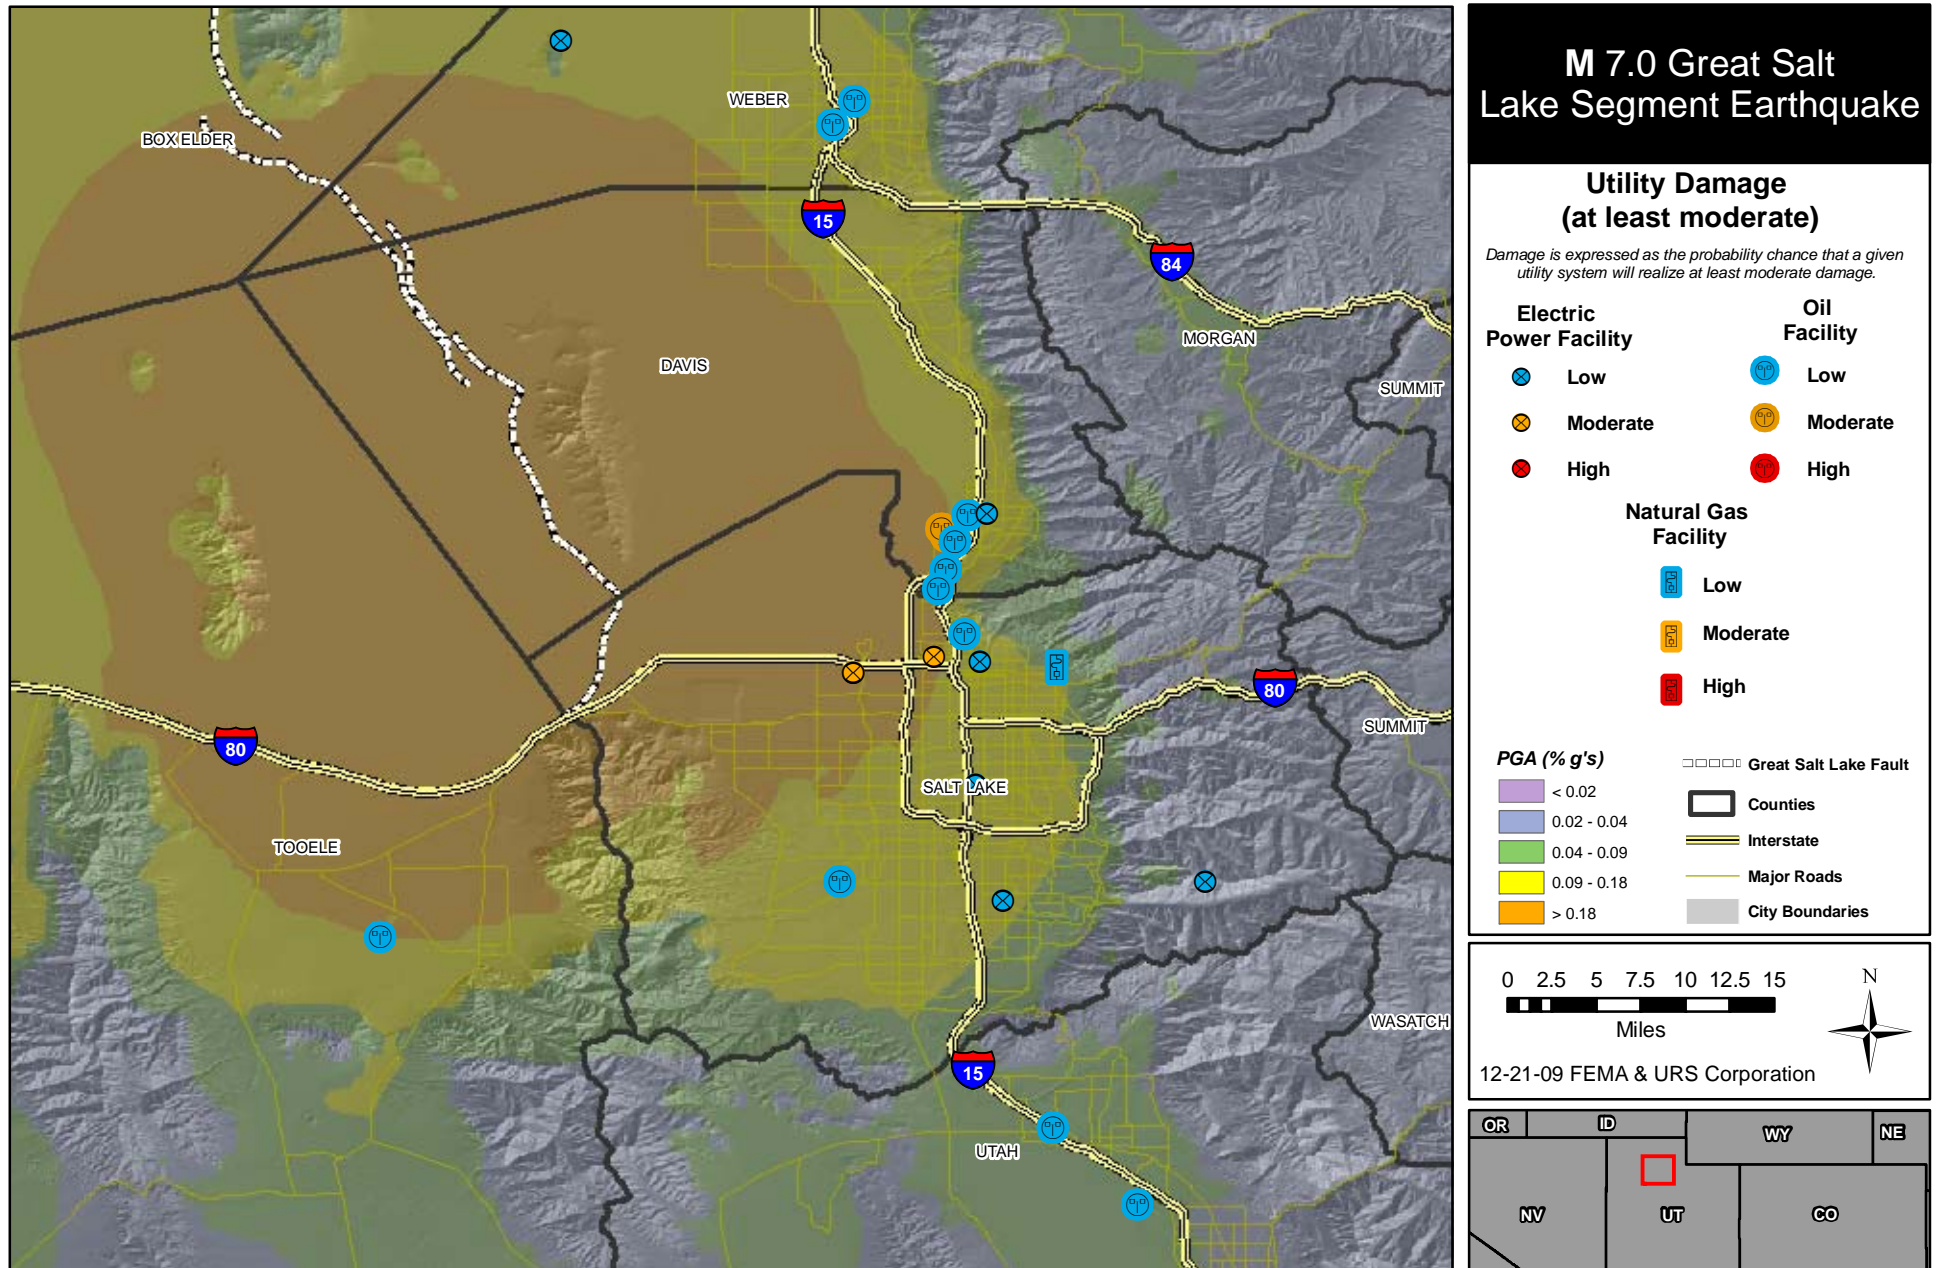 WEBER
BOX ELDER
15
84
DAVIS
MORGAN
SUMMIT
80
80
SUMMIT
SALT LAKE
TOOELE
WASATCH
15
UTAH
M 7.0 Great Salt
Lake Segment Earthquake
Utility Damage
(at least moderate)
Damage is expressed as the probability chance that a given
utility system will realize at least moderate damage.
Electric
Power Facility
Low
Moderate
High
Oil
Facility
Low
Moderate
High
Natural Gas
Facility
Low
Moderate
High
PGA (% g's)
< 0.02
0.02 - 0.04
0.04 - 0.09
0.09 - 0.18
> 0.18
Great Salt Lake Fault
Counties
Interstate
Major Roads
City Boundaries
0 2.5 5 7.5 10 12.5 15
Miles
N
12-21-09 FEMA & URS Corporation
OR
ID
WY
NE
NV
UT
CO